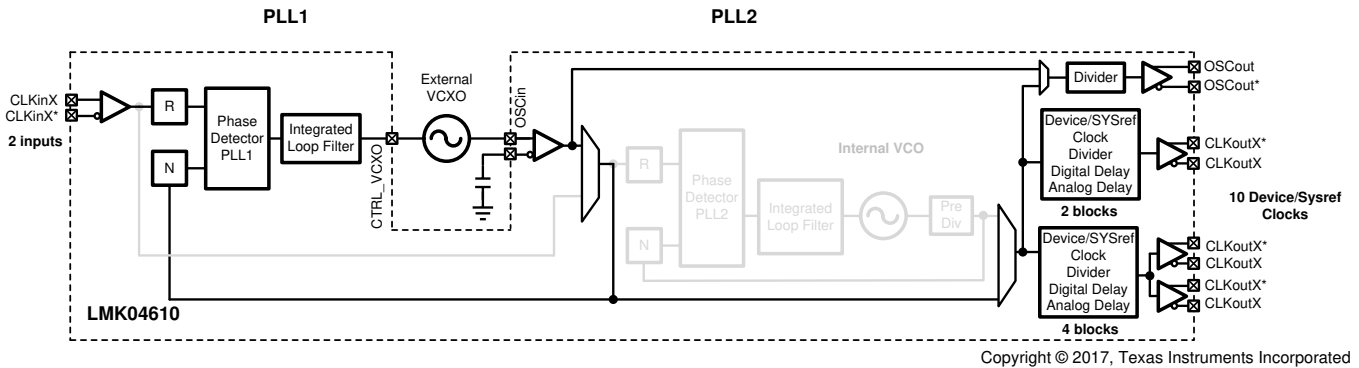 PLL1
PLL2
CLKinX
CLKinX*
2 inputs
R
N
Phase
Detector
PLL1
Integrated
Loop Filter
CTRL_VCXO
External
VCXO
OSCin
R
N
Phase
Detector
PLL2
Integrated
Loop Filter
Internal VCO
Pre
Div
Divider
OSCout
OSCout*
Device/SYSref
Clock
Divider
Digital Delay
Analog Delay
2 blocks
CLKoutX*
CLKoutX
10 Device/Sysref
Clocks
Device/SYSref
Clock
Divider
Digital Delay
Analog Delay
4 blocks
CLKoutX*
CLKoutX
CLKoutX*
CLKoutX
LMK04610
Copyright © 2017, Texas Instruments Incorporated